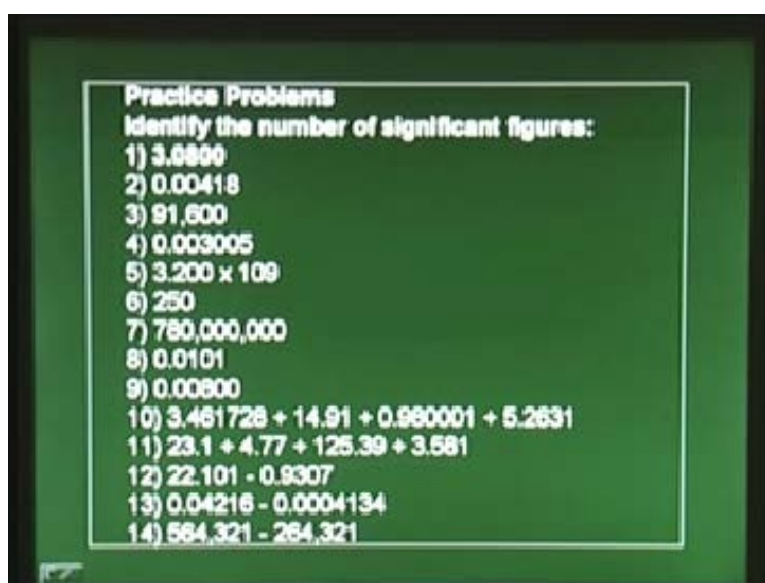 Practice Problems
Identify the number of significant figures:
1) 3.0800
2) 0.00418
3) 91,600
4) 0.003005
5) 3.200 x 109
6) 250
7) 780,000,000
8) 0.0101
9) 0.00800
10) 3.461728 + 14.91 + 0.980001 + 5.2631
11) 23.1 + 4.77 + 125.39 + 3.581
12) 22.101 - 0.9307
13) 0.04216 - 0.0004134
14) 564,321 - 264,321